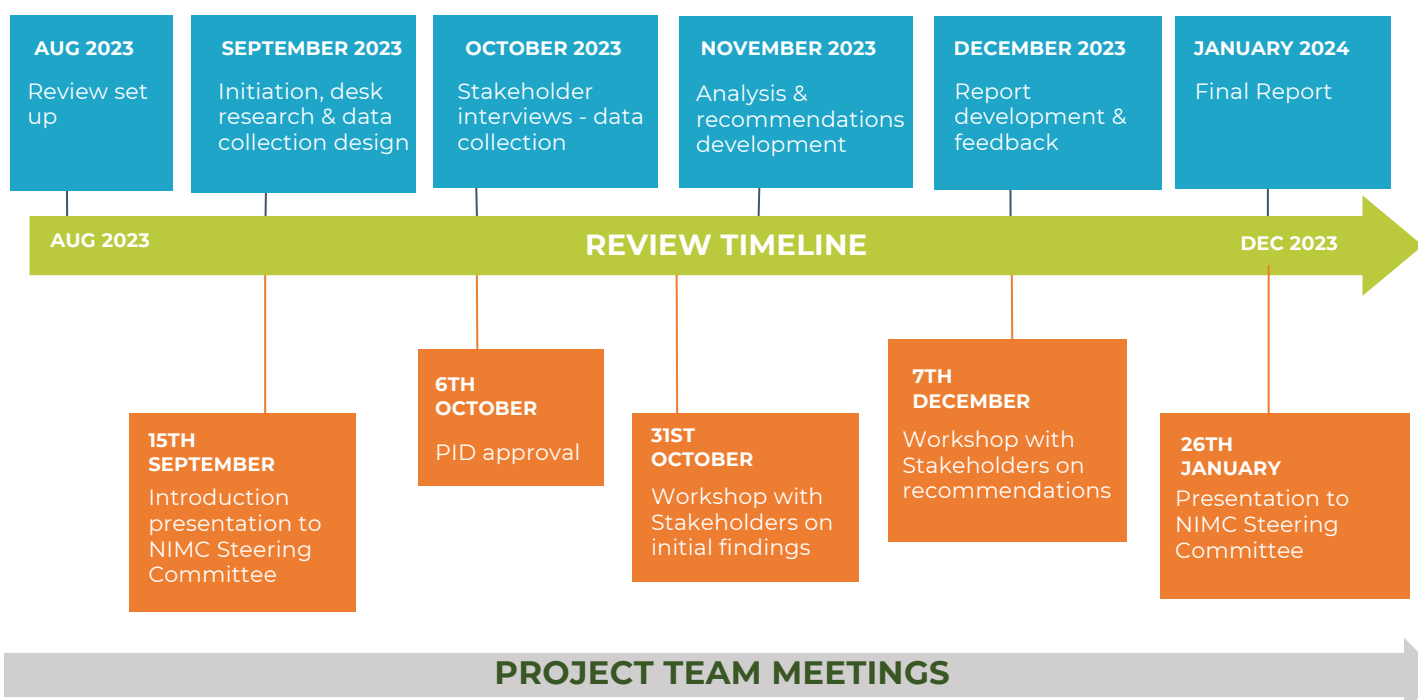 AUG 2023
Review set
up
SEPTEMBER 2023
Initiation, desk
research & data
collection design
OCTOBER 2023
Stakeholder
interviews - data
collection
NOVEMBER 2023
Analysis &
recommendations
development
DECEMBER 2023
Report
development &
feedback
JANUARY 2024
Final Report
AUG 2023
REVIEW TIMELINE
DEC 2023
15TH
SEPTEMBER
Introduction
presentation to
NIMC Steering
Committee
6TH
OCTOBER
PID approval
31ST
OCTOBER
Workshop with
Stakeholders on
initial findings
7TH
DECEMBER
Workshop with
Stakeholders on
recommendations
26TH
JANUARY
Presentation to
NIMC Steering
Committee
PROJECT TEAM MEETINGS